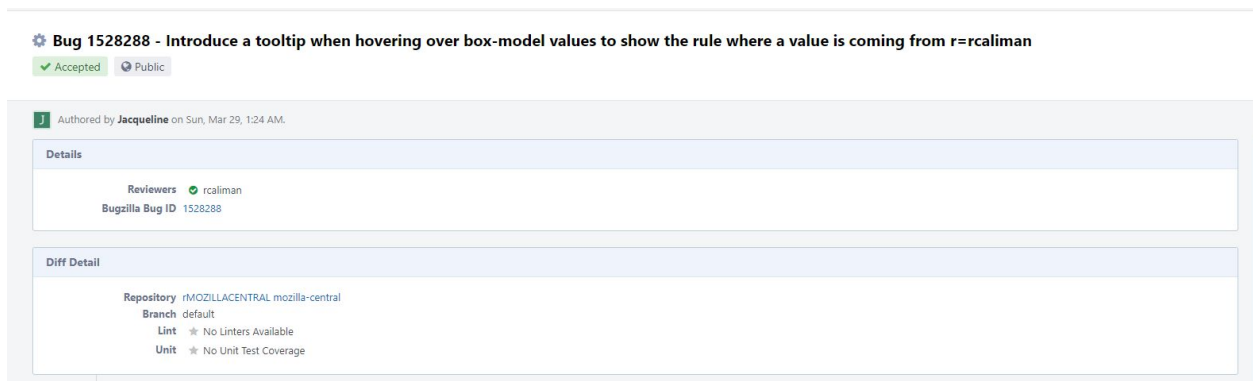 Bug 1528288 - Introduce a tooltip when hovering over box-model values to show the rule where a value is coming from r=rcaliman
Accepted Public
J Authored by Jacqueline on Sun, Mar 29, 1:24 AM.
Details
Reviewers rcaliman
Bugzilla Bug ID 1528288
Diff Detail
Repository rMOZILLACENTRAL mozilla-central
Branch default
Lint No Linters Available
Unit No Unit Test Coverage